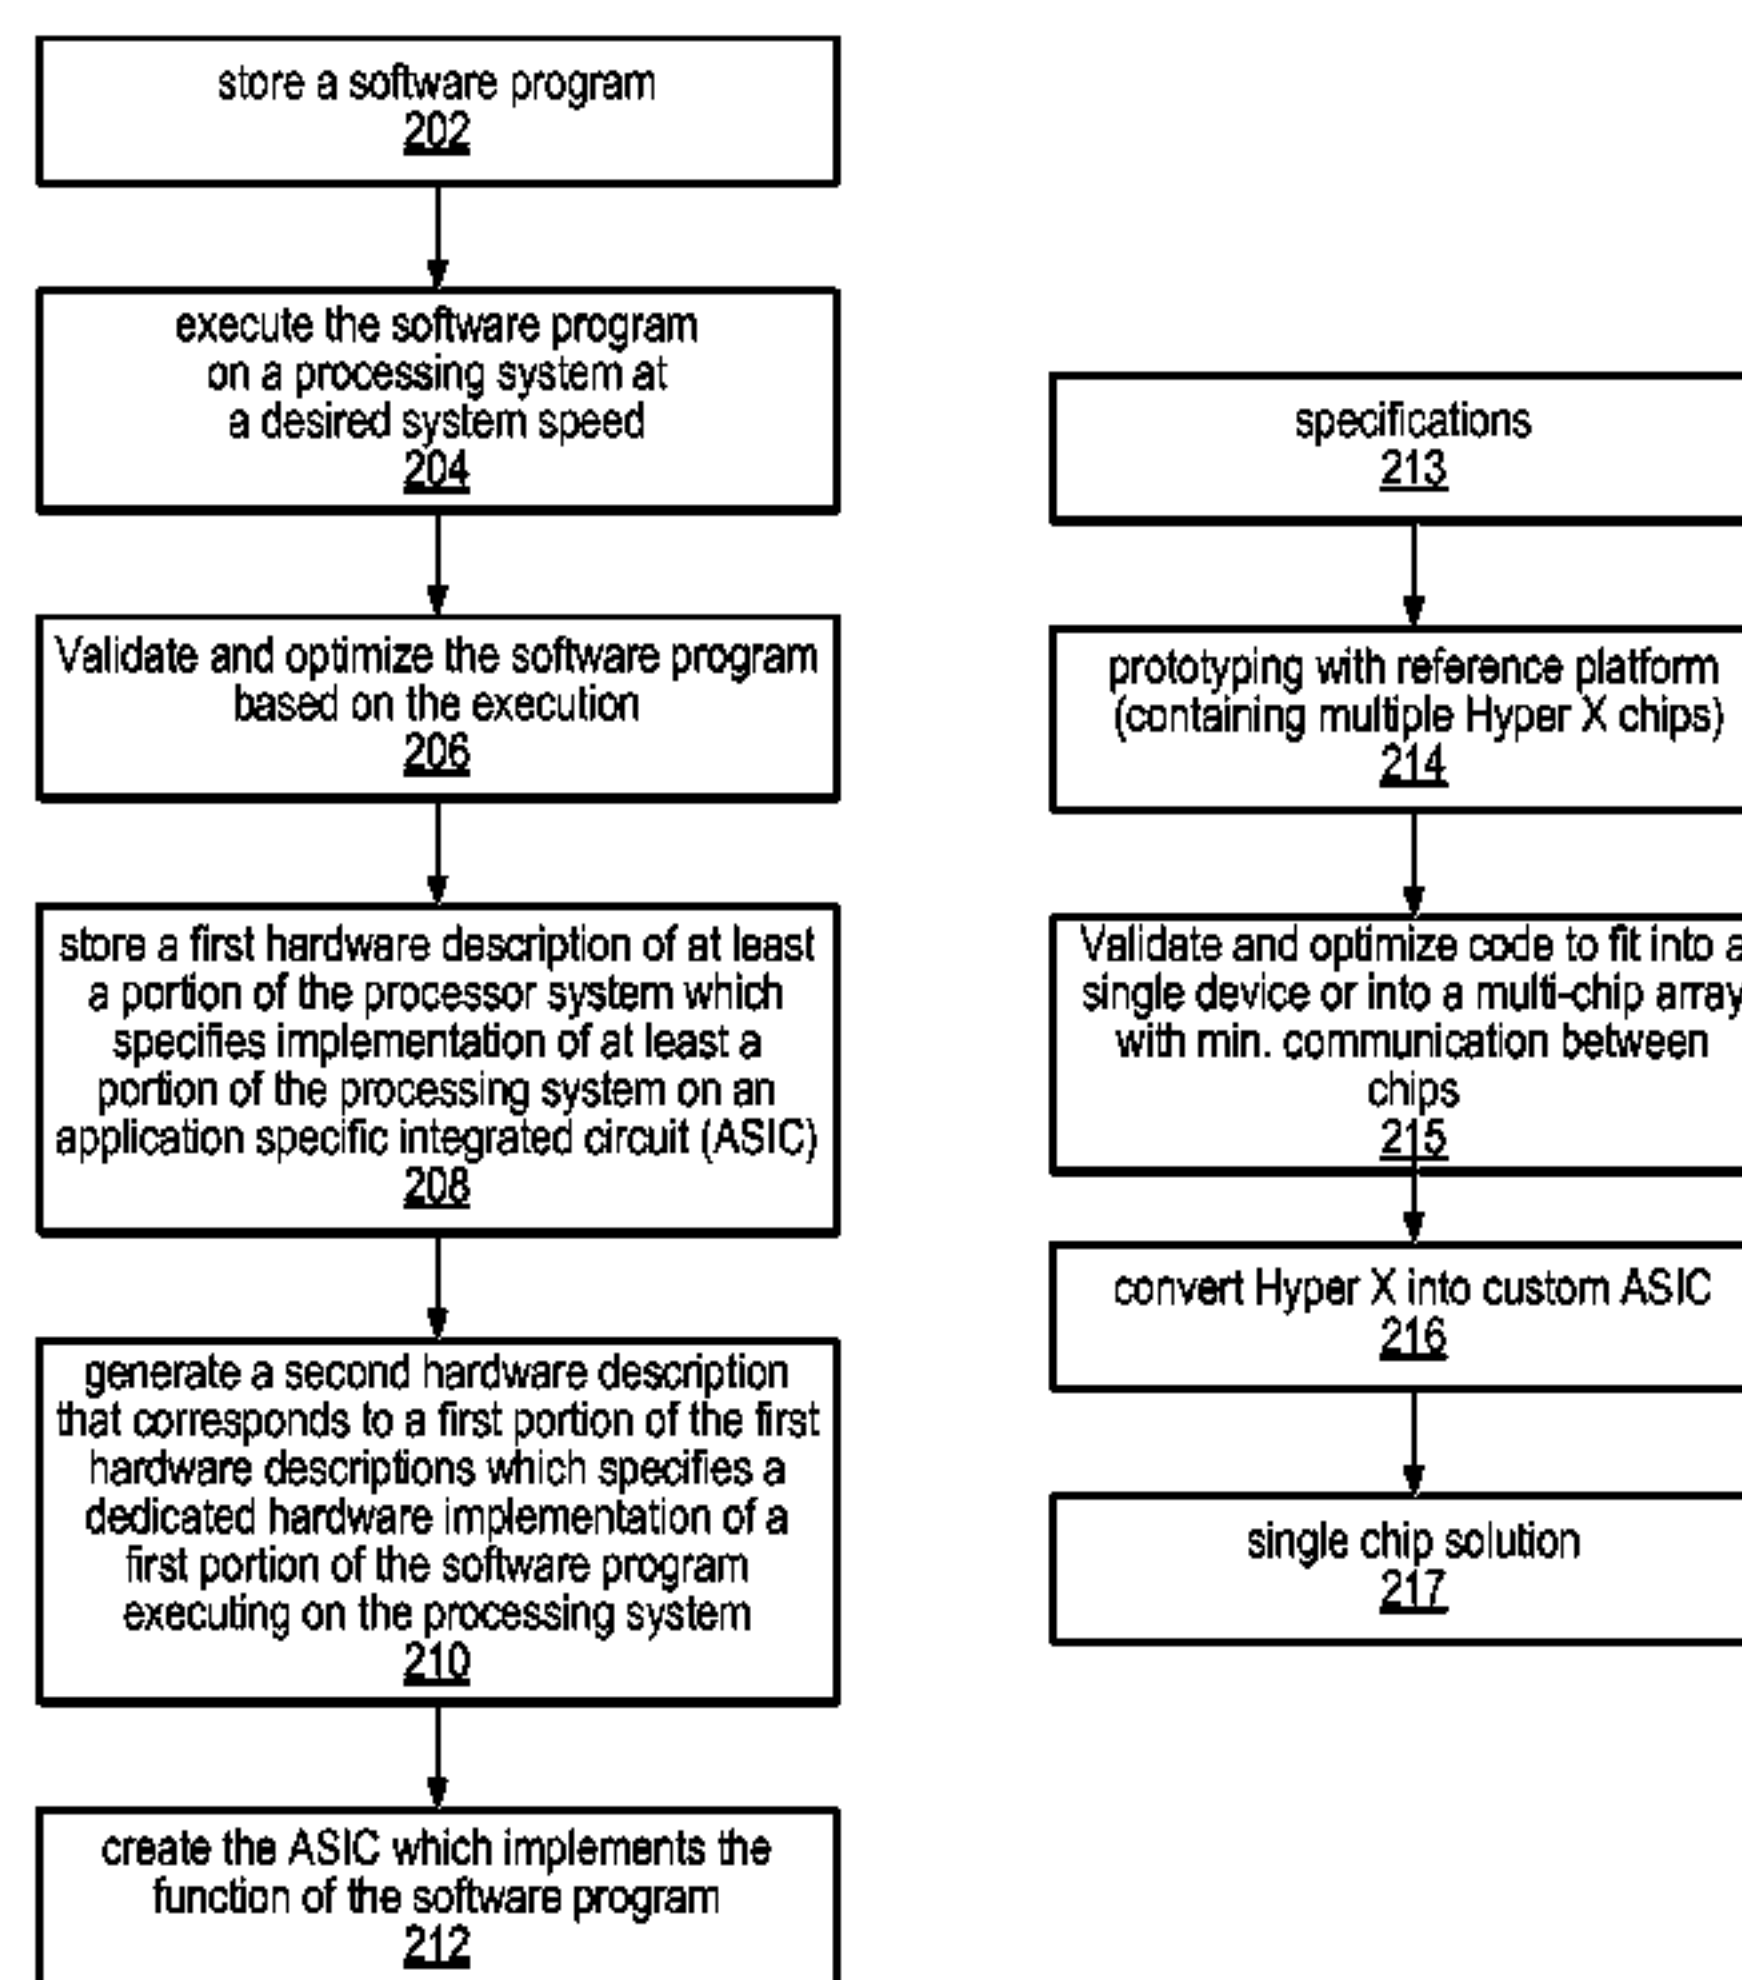 store a software program
202
execute the software program
on a processing system at
a desired system speed
204
Validate and optimize the software program
based on the execution
206
store a first hardware description of at least
a portion of the processor system which
specifies implementation of at least a
portion of the processing system on an
application specific integrated circuit (ASIC)
208
generate a second hardware description
that corresponds to a first portion of the first
hardware descriptions which specifies a
dedicated hardware implementation of a
first portion of the software program
executing on the processing system
210
create the ASIC which implements the
function of the software program
212
specifications
213
prototyping with reference platform
(containing multiple Hyper X chips)
214
Validate and optimize code to fit into a
single device or into a multi-chip array
with min. communication between
chips
215
convert Hyper X into custom ASIC
216
single chip solution
217